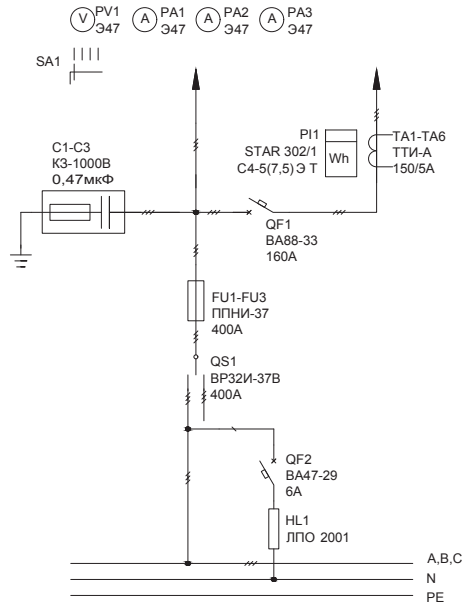 PV1
V
Э47
PA1
A
Э47
PA2
A
Э47
PA3
A
Э47
SA1
C1-C3
К3-1000В
0,47мкФ
PI1
STAR 302/1
С4-5(7,5) Э Т
Wh
TA1-TA6
ТТИ-А
150/5А
QF1
ВА88-33
160А
FU1-FU3
ППНИ-37
400А
QS1
ВР32И-37В
400А
QF2
ВА47-29
6А
HL1
ЛПО 2001
A,B,C
N
PE